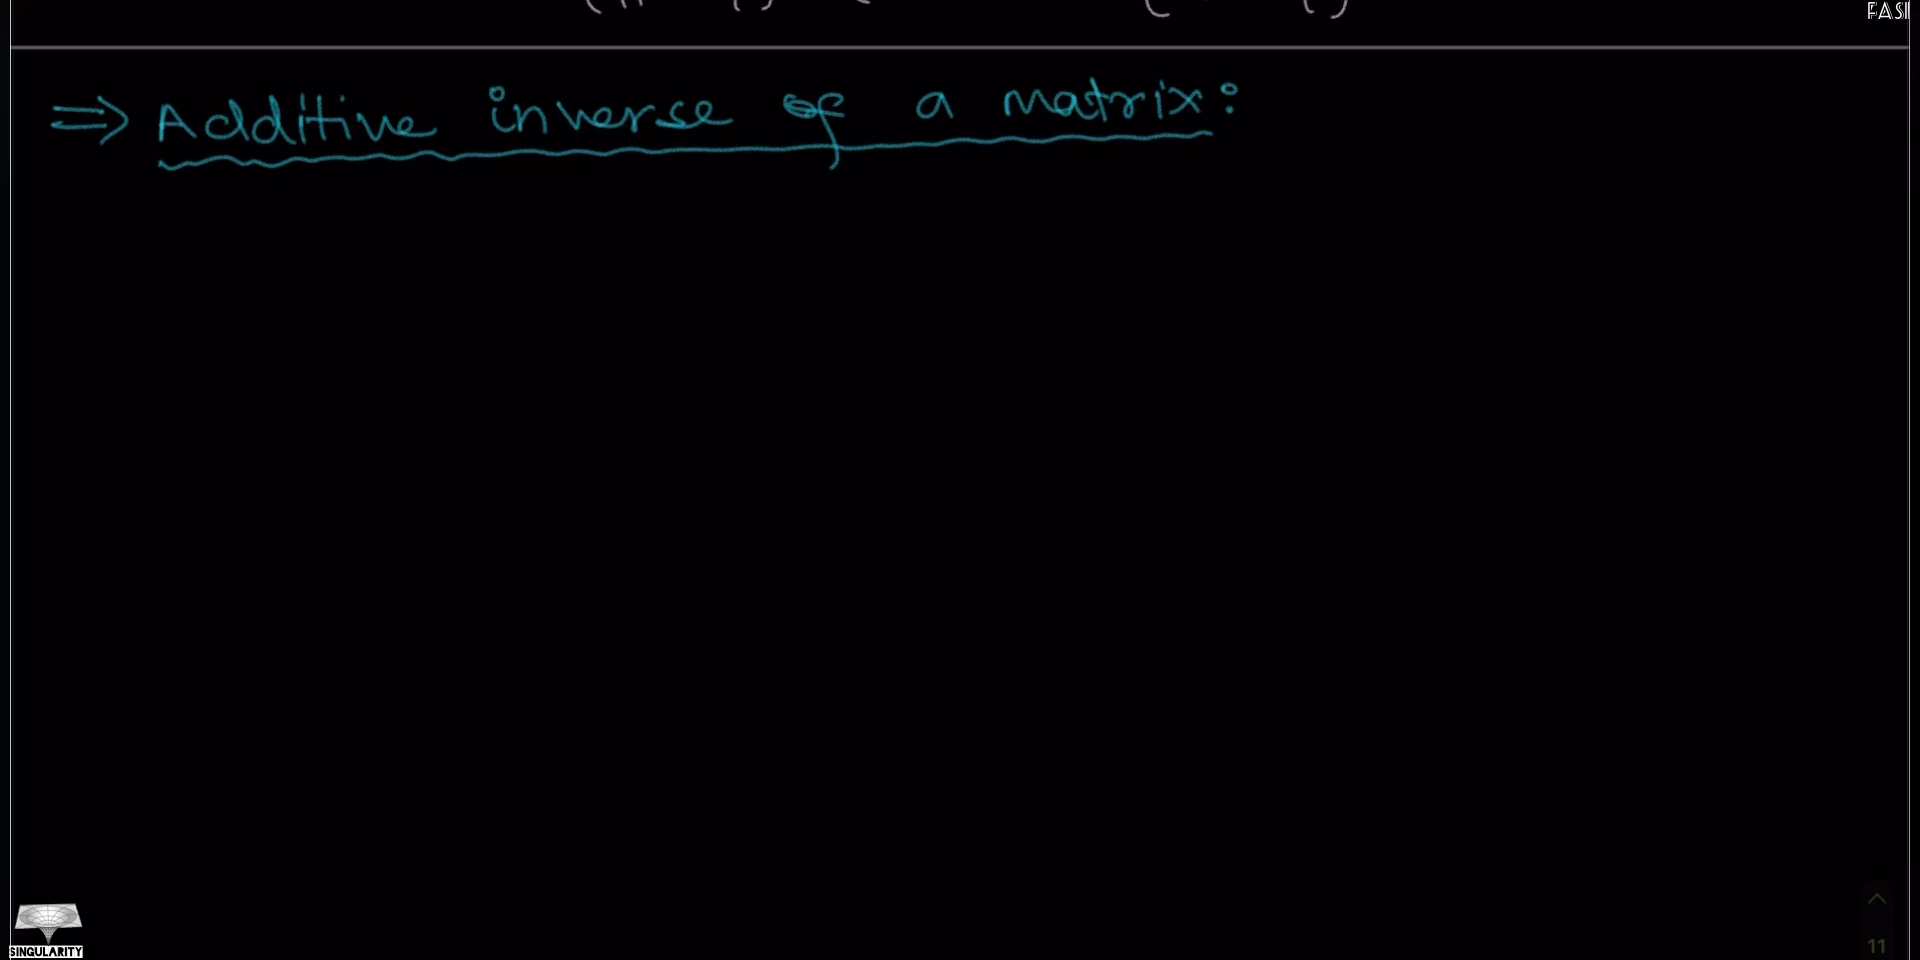 FASI
⇒ Additive inverse of a matrix:
SINGULARITY
11